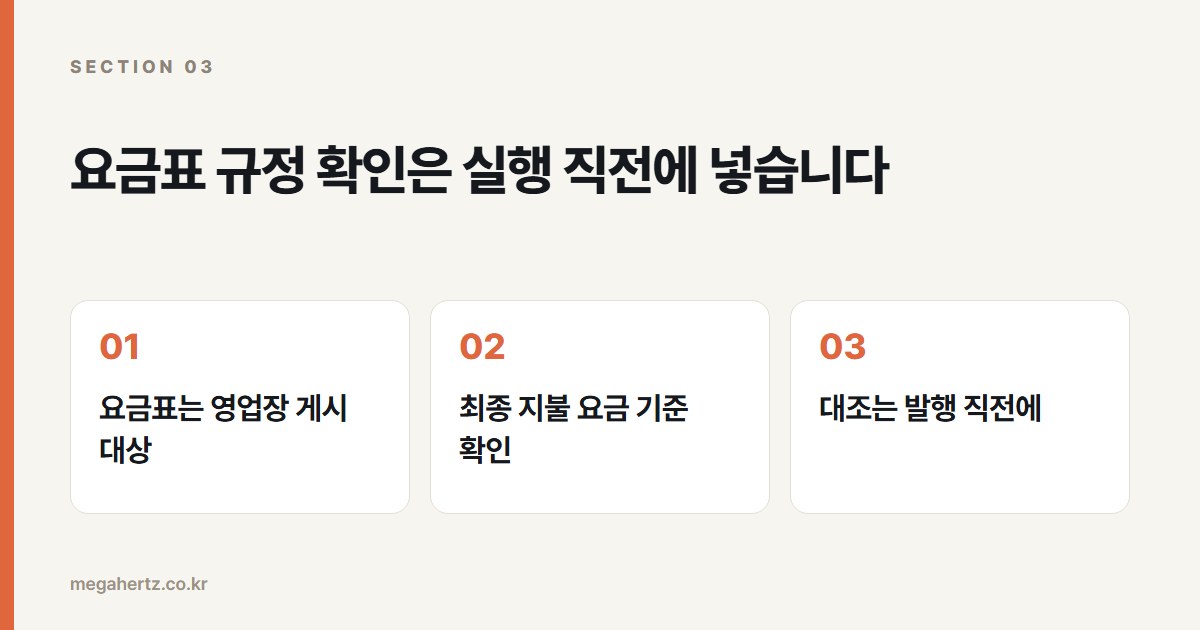 SECTION 03
요금표 규정 확인은 실행 직전에 넣습니다
01
요금표는 영업장 게시
대상
02
최종 지불 요금 기준
확인
03
대조는 발행 직전에
megahertz.co.kr